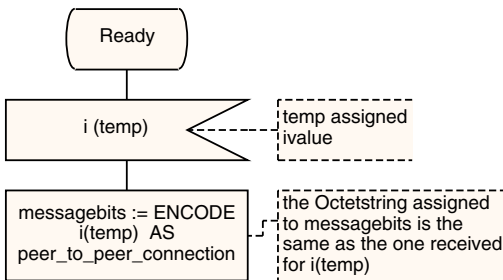 Ready
i (temp)
temp assigned
ivalue
messagebits := ENCODE
i(temp) AS
peer_to_peer_connection
the Octetstring assigned
to messagebits is the
same as the one received
for i(temp)